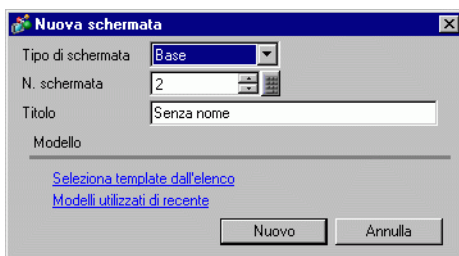 Nuova schermata
Tipo di schermata Base
N. schermata 2
Titolo Senza nome
Modello
Seleziona template dall'elenco
Modelli utilizzati di recente
Nuovo Annulla